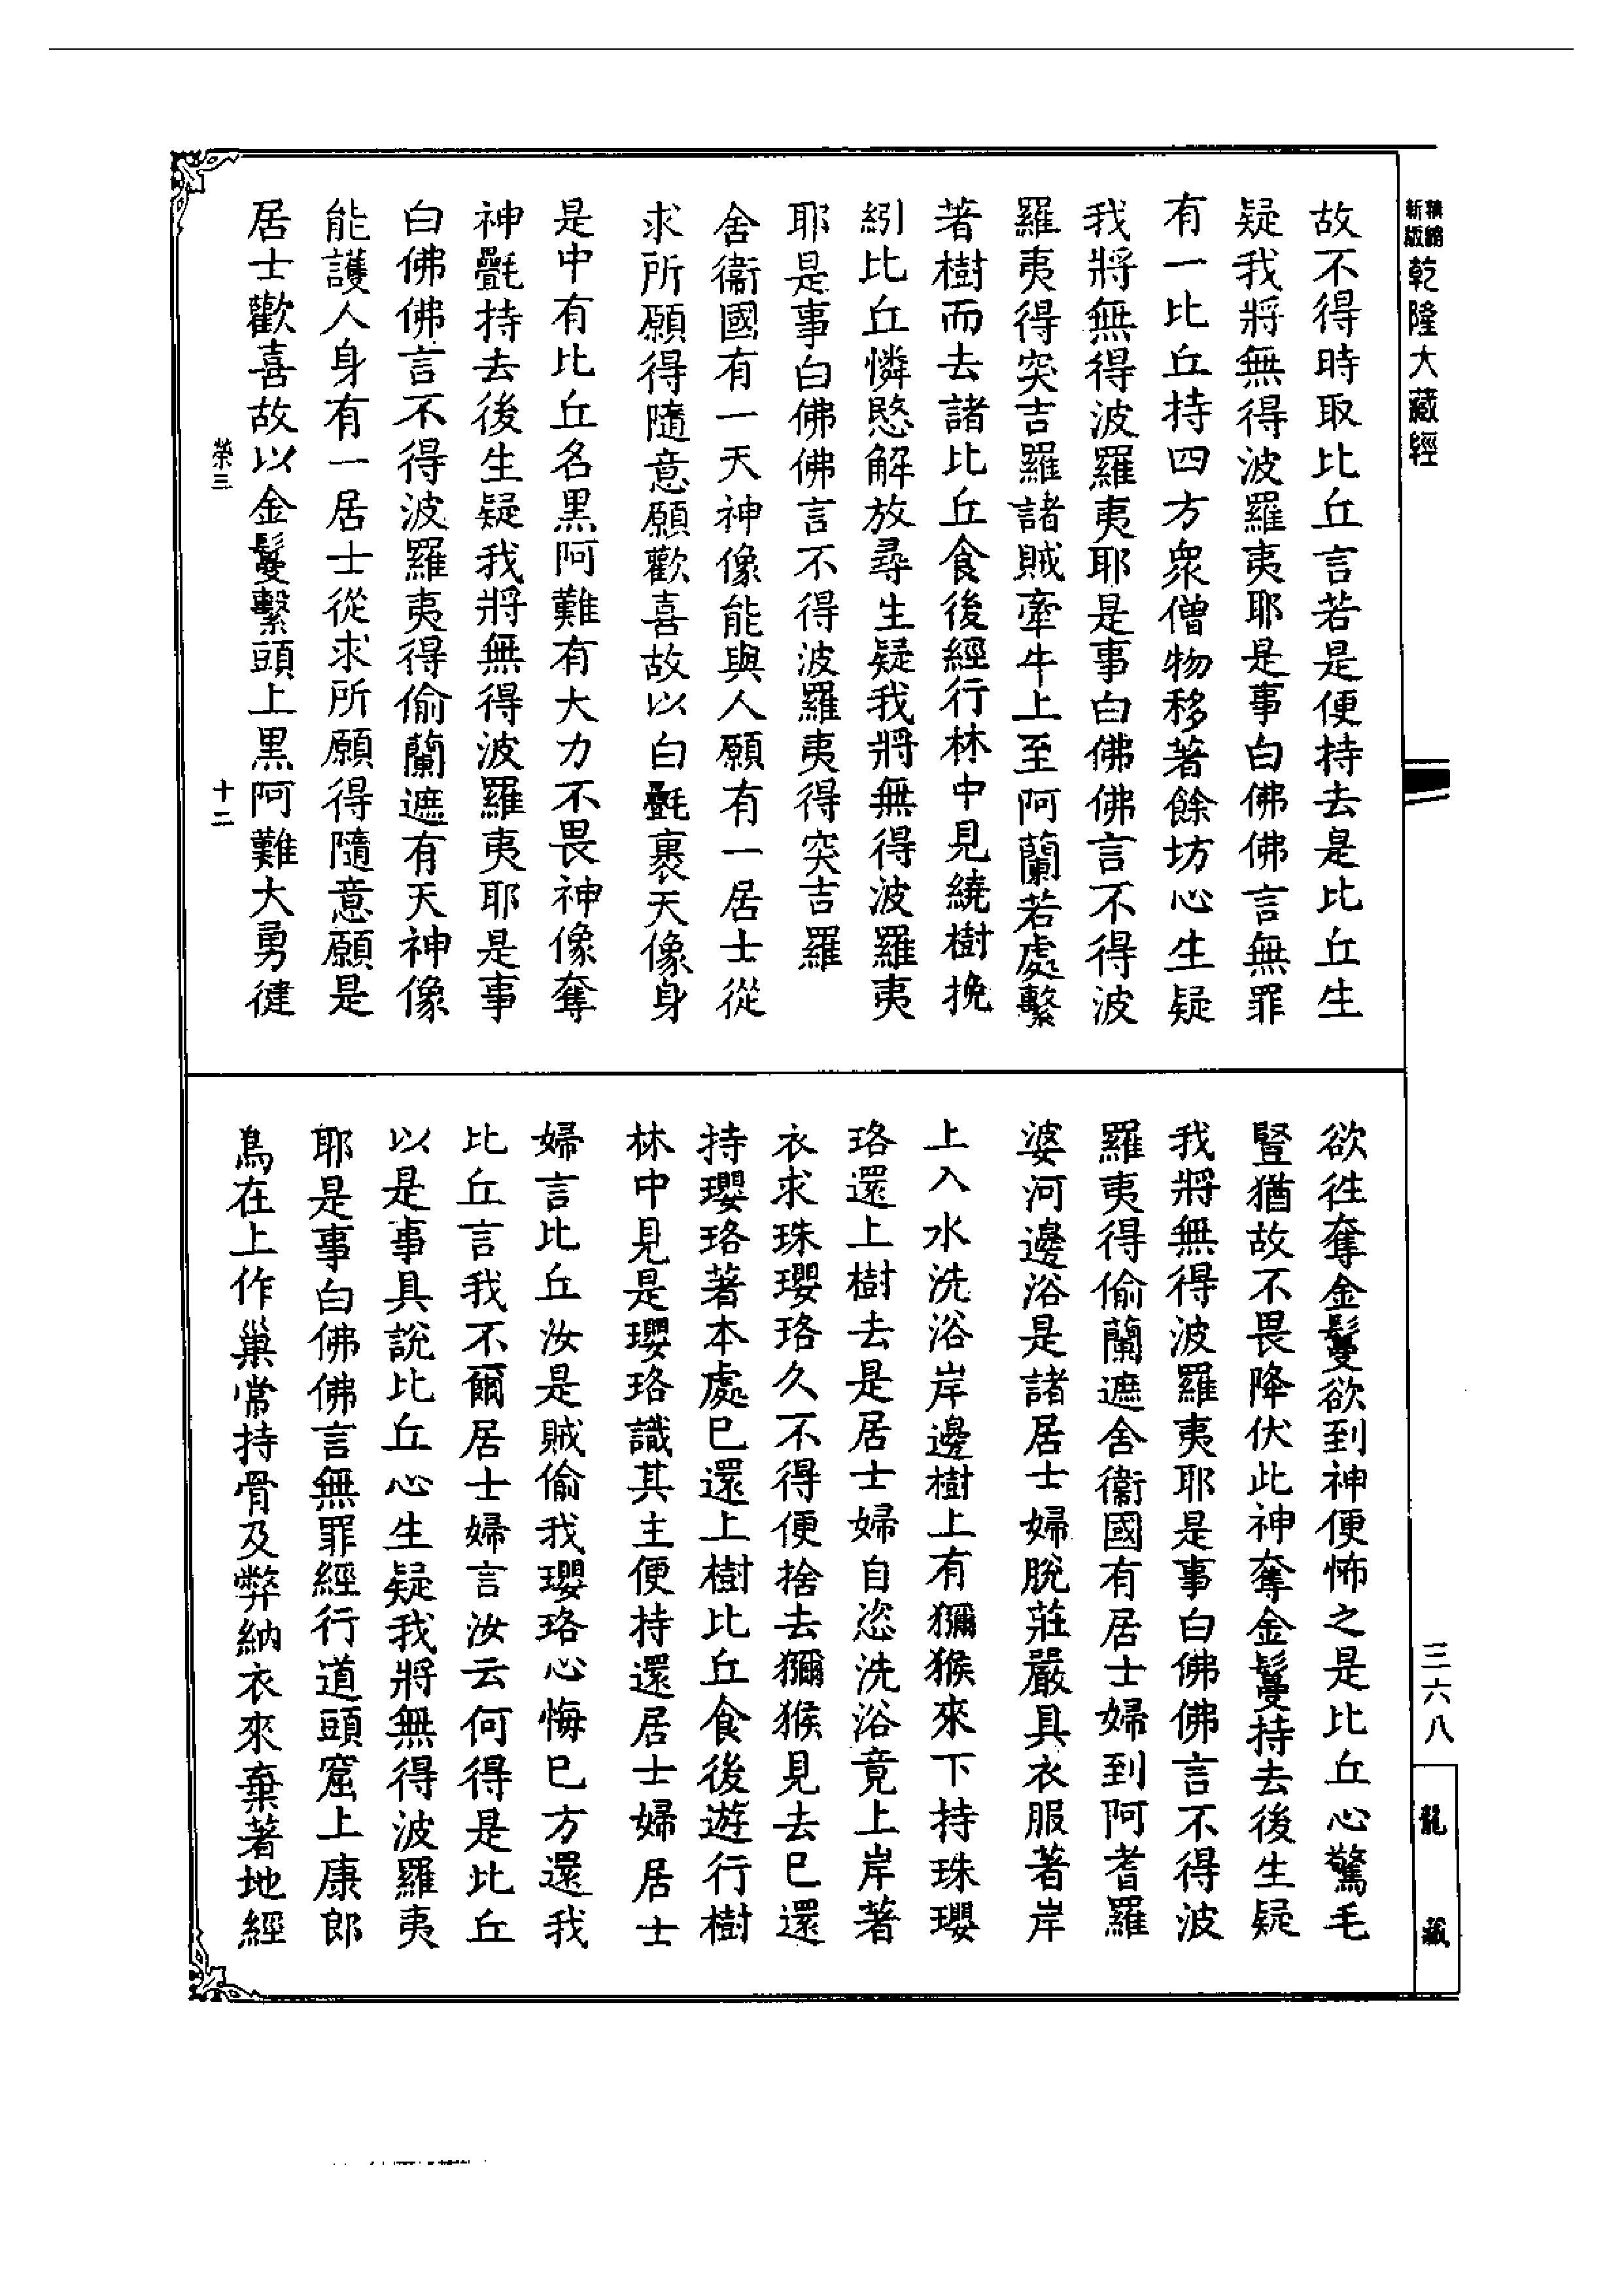 精縮新版乾隆大藏經
故不得時取比丘言若是便持去是比丘生
疑我將無得波羅夷耶是事白佛佛言無罪
有一比丘持四方衆僧物移著餘坊心生疑
我將無得波羅夷耶是事白佛佛言不得波
羅夷得突吉羅諸賊牽牛上至阿蘭若處繫
著樹而去諸比丘食後經行林中見繞樹挽
紖比丘憐愍解放尋生疑我將無得波羅夷
耶是事白佛佛言不得波羅夷得突吉羅
舍衞國有一天神像能與人願有一居士從
求所願得隨意願歡喜故以白㲲裹天像身
是中有比丘名黑阿難有大力不畏神像奪
神㲲持去後生疑我將無得波羅夷耶是事
白佛佛言不得波羅夷得偷蘭遮有天神像
能護人身有一居士從求所願得隨意願是
居士歡喜故以金鬘繫頭上黑阿難大勇健
榮三
十二
欲往奪金鬘欲到神便怖之是比丘心驚毛
豎猶故不畏降伏此神奪金鬘持去後生疑
我將無得波羅夷耶是事白佛佛言不得波
羅夷得偷蘭遮舍衞國有居士婦到阿耆羅
婆河邊浴是諸居士婦脫莊嚴具衣服著岸
上入水洗浴岸邊樹上有獼猴來下持珠瓔
珞還上樹去是居士婦自恣洗浴竟上岸著
衣求珠瓔珞久不得便捨去獼猴見去已還
持瓔珞著本處已還上樹比丘食後遊行樹
林中見是瓔珞識其主便持還居士婦居士
婦言比丘汝是賊偷我瓔珞心悔已方還我
比丘言我不爾居士婦言汝云何得是比丘
以是事具說比丘心生疑我將無得波羅夷
耶是事白佛佛言無罪經行道頭窟上康郎
鳥在上作巢常持骨及弊納衣來棄著地經
三六八
龍藏